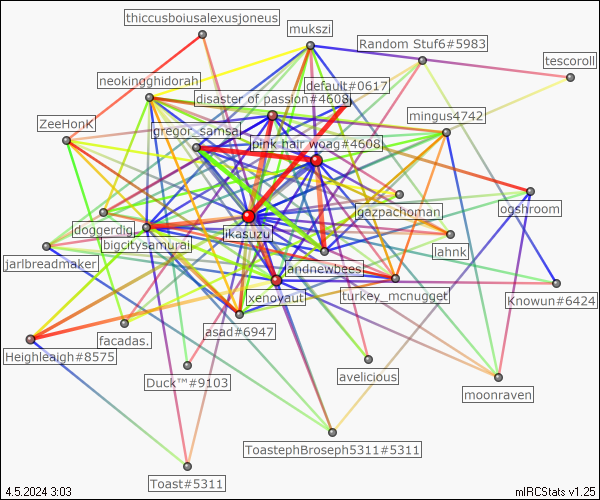 thiccusboiusalexusjoneus
mukszi
Random Stuf6#5983
tescoroll
neokingghidorah
default#0617
disaster of passion#4608
mingus4742
ZeeHonK
gregor_samsa
pink hair woag#4608
ogshroom
gazpachoman
doggerdig
ikasuzu
lahnk
bigcitysamurai
jarlbreadmaker
andnewbees
xenovaut
turkey_mcnugget
Knowun#6424
asad#6947
facadas.
Heighleaigh#8575
avelicious
Duck™#9103
moonraven
ToastephBroseph5311#5311
Toast#5311
4.5.2024 3:03
mIRCStats v1.25